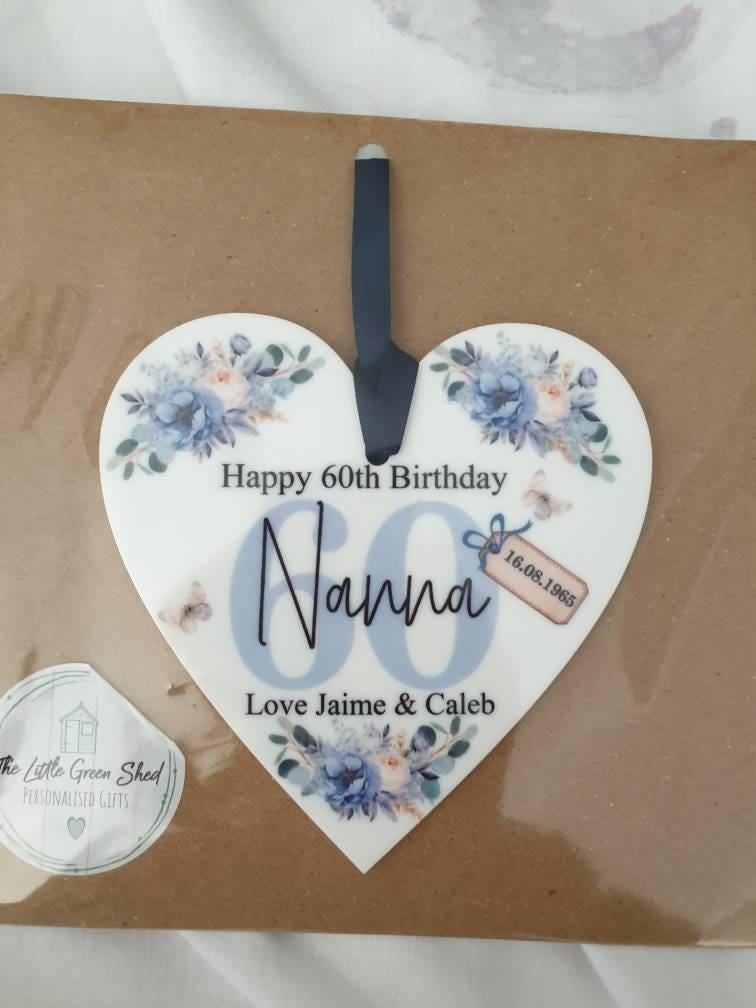 Happy 60th Birthday
60
Nanna
16.08.1965
Love Jaime & Caleb
The Little Green Shed
Personalised Gifts